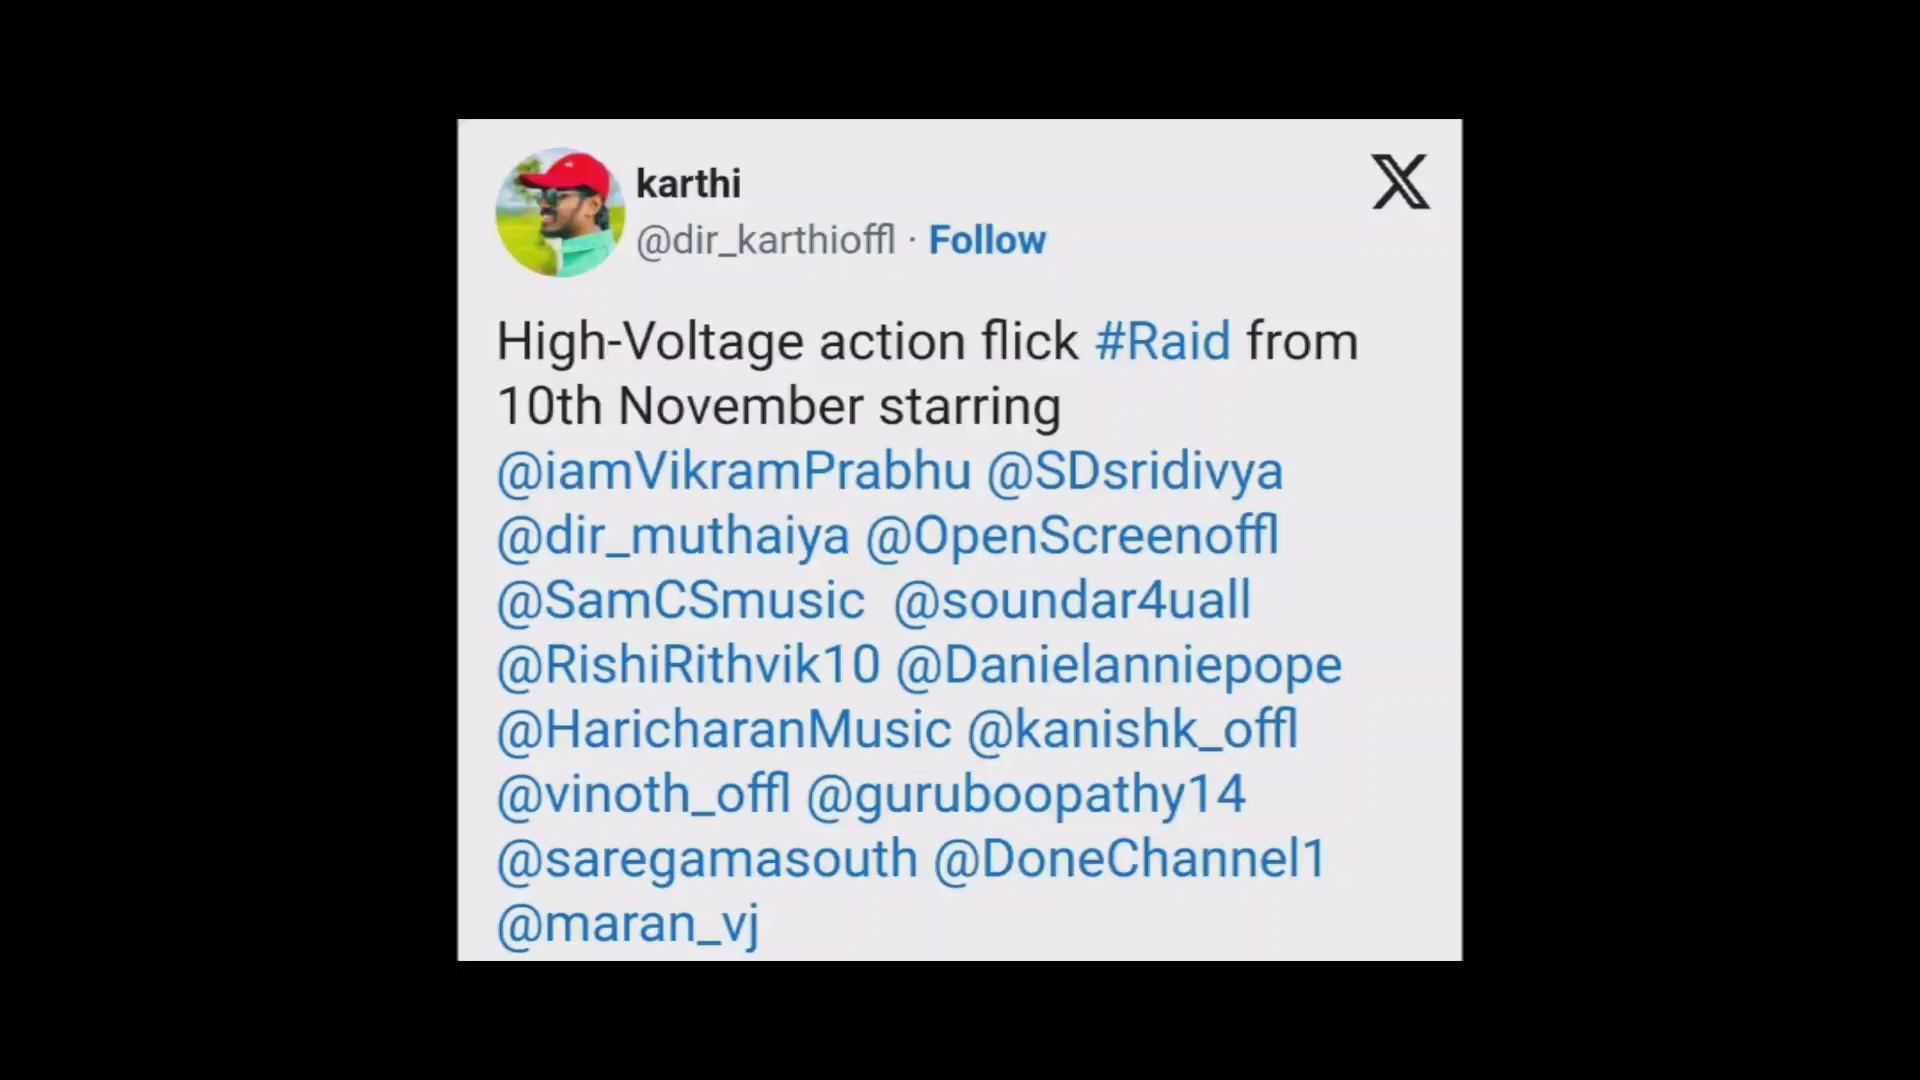 karthi
@dir_karthioffl · Follow
High-Voltage action flick #Raid from
10th November starring
@iamVikramPrabhu @SDsridivya
@dir_muthaiya @OpenScreenoffl
@SamCSmusic @soundar4uall
@RishiRithvik10 @Danielanniepope
@HaricharanMusic @kanishk_offl
@vinoth_offl @guruboopathy14
@saregamasouth @DoneChannel1
@maran_vj